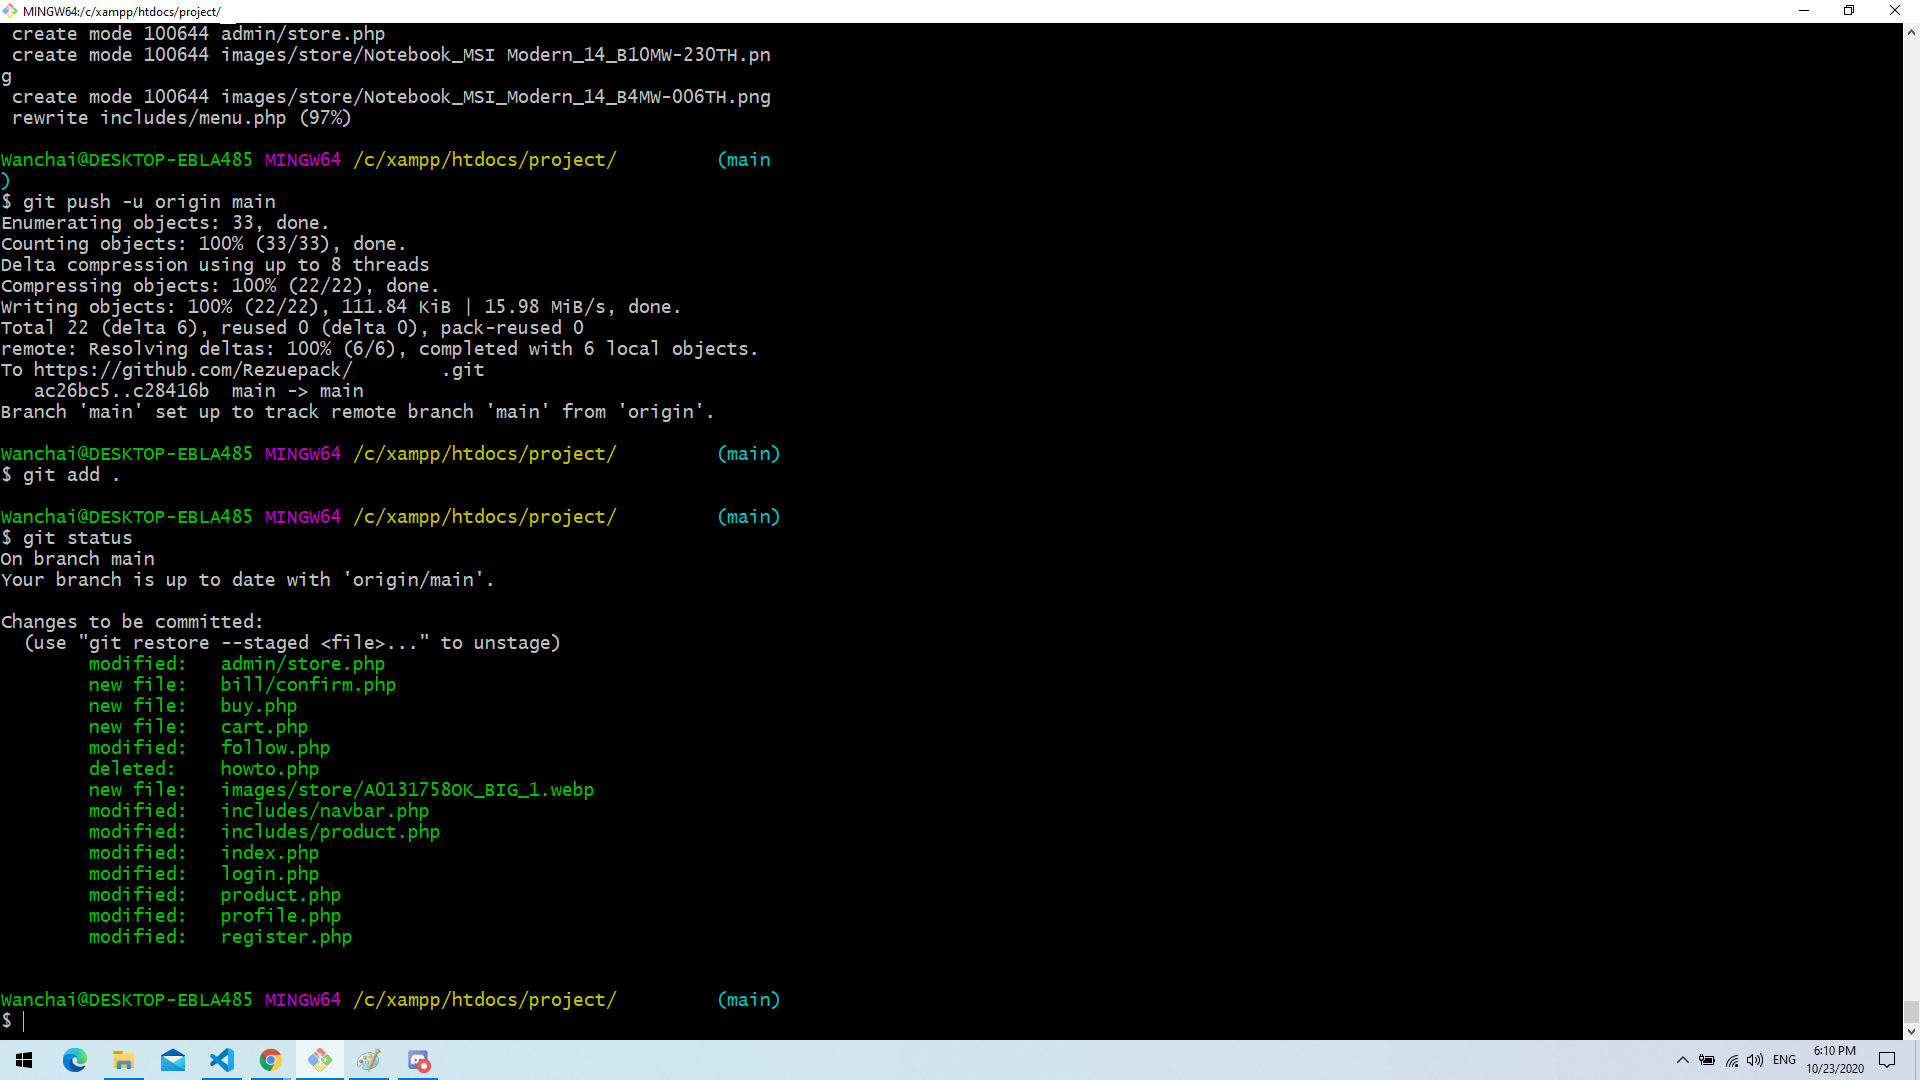 MINGW64:/c/xampp/htdocs/project/
create mode 100644 admin/store.php
create mode 100644 images/store/Notebook_MSI Modern_14_B10MW-230TH.pn
g
create mode 100644 images/store/Notebook_MSI_Modern_14_B4MW-006TH.png
rewrite includes/menu.php (97%)
Wanchai@DESKTOP-EBLA485 MINGW64 /c/xampp/htdocs/project/ (main
)
$ git push -u origin main
Enumerating objects: 33, done.
Counting objects: 100% (33/33), done.
Delta compression using up to 8 threads
Compressing objects: 100% (22/22), done.
Writing objects: 100% (22/22), 111.84 KiB | 15.98 MiB/s, done.
Total 22 (delta 6), reused 0 (delta 0), pack-reused 0
remote: Resolving deltas: 100% (6/6), completed with 6 local objects.
To https://github.com/Rezuepack/ .git
ac26bc5..c28416b main -> main
Branch 'main' set up to track remote branch 'main' from 'origin'.
Wanchai@DESKTOP-EBLA485 MINGW64 /c/xampp/htdocs/project/ (main)
$ git add .
Wanchai@DESKTOP-EBLA485 MINGW64 /c/xampp/htdocs/project/ (main)
$ git status
On branch main
Your branch is up to date with 'origin/main'.
Changes to be committed:
(use "git restore --staged <file>..." to unstage)
modified: admin/store.php
new file: bill/confirm.php
new file: buy.php
new file: cart.php
modified: follow.php
deleted: howto.php
new file: images/store/A0131758OK_BIG_1.webp
modified: includes/navbar.php
modified: includes/product.php
modified: index.php
modified: login.php
modified: product.php
modified: profile.php
modified: register.php
Wanchai@DESKTOP-EBLA485 MINGW64 /c/xampp/htdocs/project/ (main)
$
ENG
6:10 PM
10/23/2020